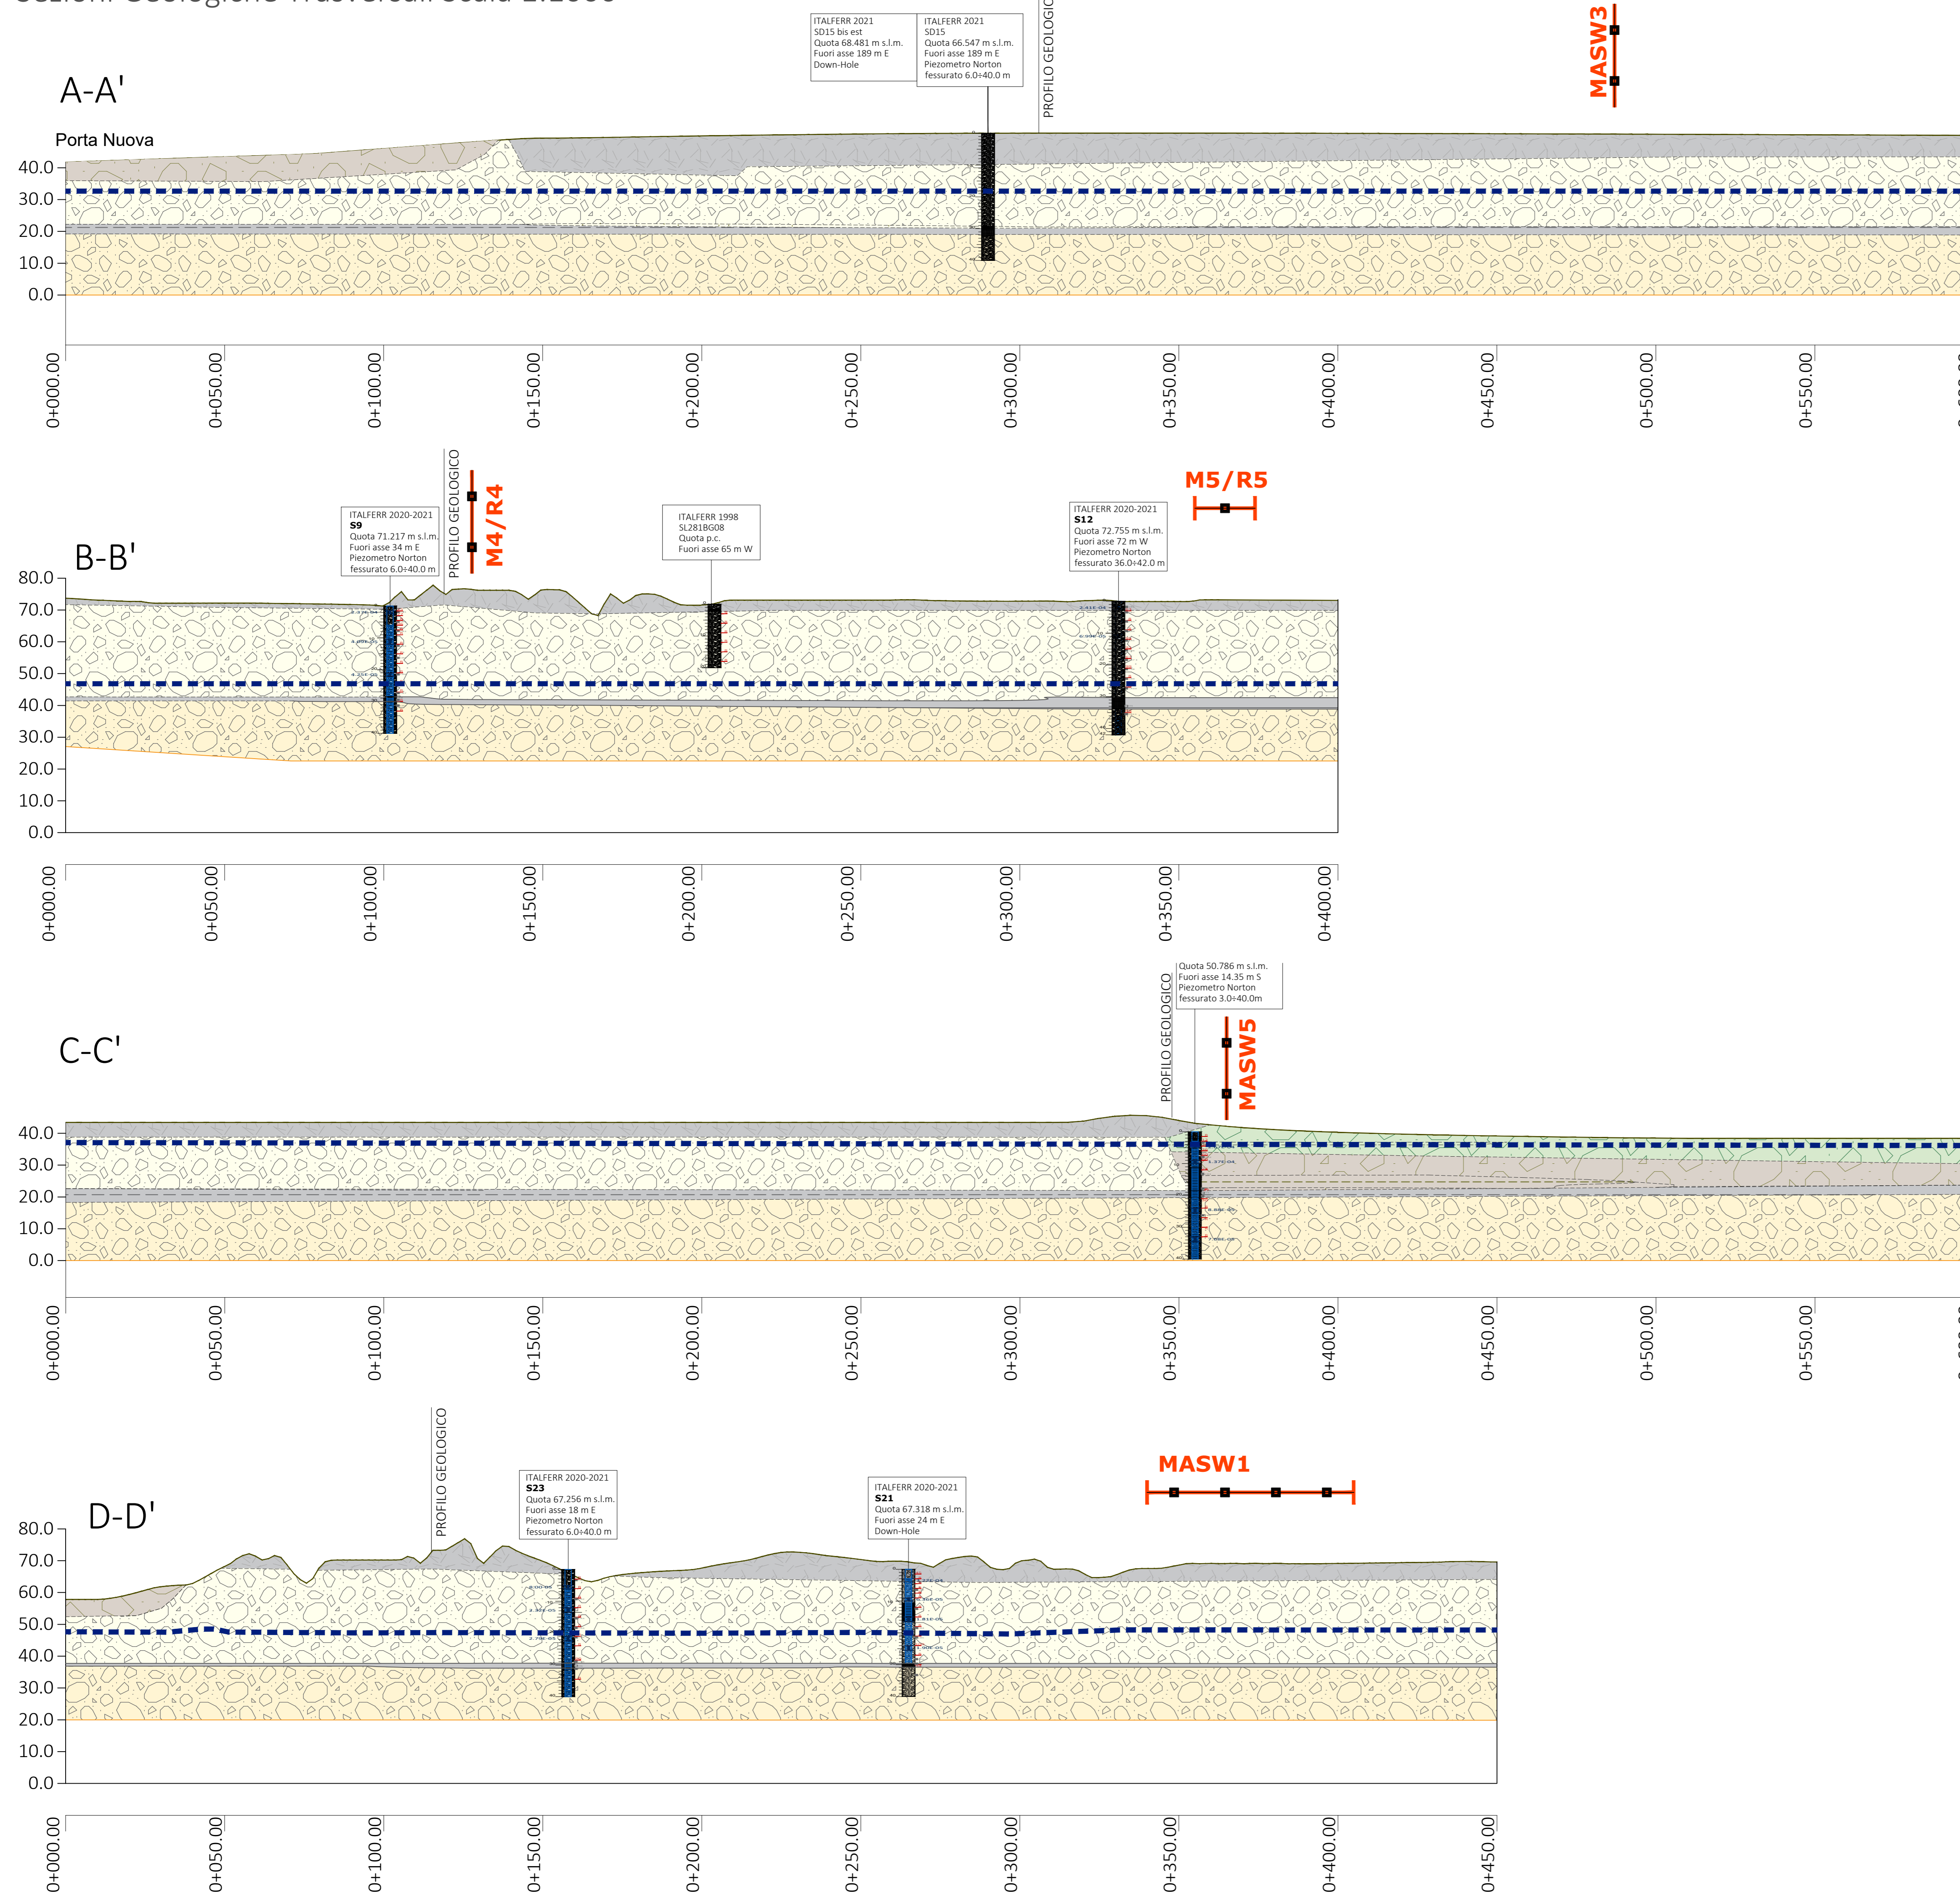 Sezioni Geologiche Trasversali scala 1:2000
A-A'
ITALFERR 2021
SD15 bis est
Quota 68.481 m s.l.m.
Fuori asse 189 m E
Down-Hole
ITALFERR 2021
SD15
Quota 66.547 m s.l.m.
Fuori asse 189 m E
Piezometro Norton
fessurato 6.0÷40.0 m
PROFILO GEOLOGICO
MASW3
Porta Nuova
40.0
30.0
20.0
10.0
0.0
0+000.00
0+050.00
0+100.00
0+150.00
0+200.00
0+250.00
0+300.00
0+350.00
0+400.00
0+450.00
0+500.00
0+550.00
B-B'
ITALFERR 2020-2021
S9
Quota 71.217 m s.l.m.
Fuori asse 34 m E
Piezometro Norton
fessurato 6.0÷40.0 m
PROFILO GEOLOGICO
M4/R4
ITALFERR 1998
SL281BG08
Quota p.c.
Fuori asse 65 m W
ITALFERR 2020-2021
S12
Quota 72.755 m s.l.m.
Fuori asse 72 m W
Piezometro Norton
fessurato 36.0÷42.0 m
M5/R5
80.0
70.0
60.0
50.0
40.0
30.0
20.0
10.0
0.0
0+000.00
0+050.00
0+100.00
0+150.00
0+200.00
0+250.00
0+300.00
0+350.00
0+400.00
C-C'
PROFILO GEOLOGICO
Quota 50.786 m s.l.m.
Fuori asse 14.35 m S
Piezometro Norton
fessurato 3.0÷40.0m
MASW5
40.0
30.0
20.0
10.0
0.0
0+000.00
0+050.00
0+100.00
0+150.00
0+200.00
0+250.00
0+300.00
0+350.00
0+400.00
0+450.00
0+500.00
0+550.00
D-D'
PROFILO GEOLOGICO
ITALFERR 2020-2021
S23
Quota 67.256 m s.l.m.
Fuori asse 18 m E
Piezometro Norton
fessurato 6.0÷40.0 m
ITALFERR 2020-2021
S21
Quota 67.318 m s.l.m.
Fuori asse 24 m E
Down-Hole
MASW1
80.0
70.0
60.0
50.0
40.0
30.0
20.0
10.0
0.0
0+000.00
0+050.00
0+100.00
0+150.00
0+200.00
0+250.00
0+300.00
0+350.00
0+400.00
0+450.00